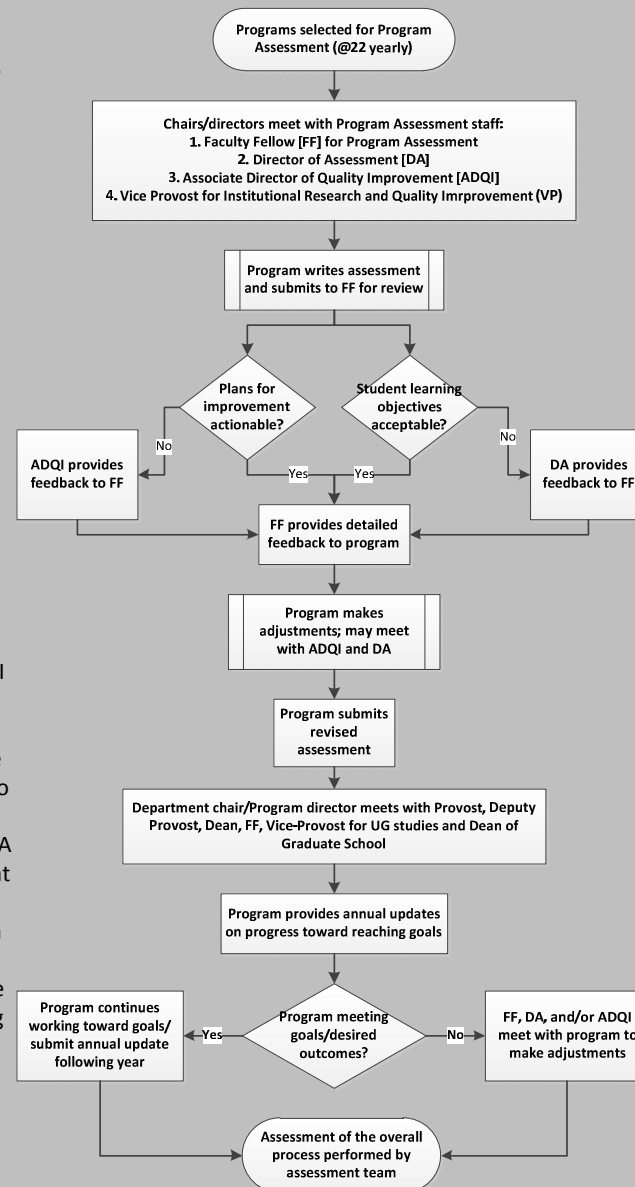 Programs selected for Program
Assessment (@22 yearly)
Chairs/directors meet with Program Assessment staff:
1. Faculty Fellow [FF] for Program Assessment
2. Director of Assessment [DA]
3. Associate Director of Quality Improvement [ADQI]
4. Vice Provost for Institutional Research and Quality Imrprovement (VP)
Program writes assessment
and submits to FF for review
Plans for
improvement
actionable?
Student learning
objectives
acceptable?
No
No
ADQI provides
feedback to FF
Yes
Yes
DA provides
feedback to FF
FF provides detailed
feedback to program
Program makes
adjustments; may meet
with ADQI and DA
Program submits
revised
assessment
Department chair/Program director meets with Provost, Deputy
Provost, Dean, FF, Vice-Provost for UG studies and Dean of
Graduate School
Program provides annual updates
on progress toward reaching goals
Program continues
working toward goals/
submit annual update
following year
Yes
Program meeting
goals/desired
outcomes?
No
FF, DA, and/or ADQI
meet with program to
make adjustments
Assessment of the overall
process performed by
assessment team